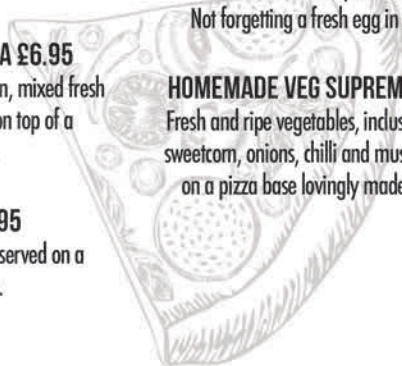 Not forgetting a fresh egg in
A £6.95
n, mixed fresh
on top of a
95
served on a
HOMEMADE VEG SUPREM
Fresh and ripe vegetables, inclus
sweetcorn, onions, chilli and mus
on a pizza base lovingly made